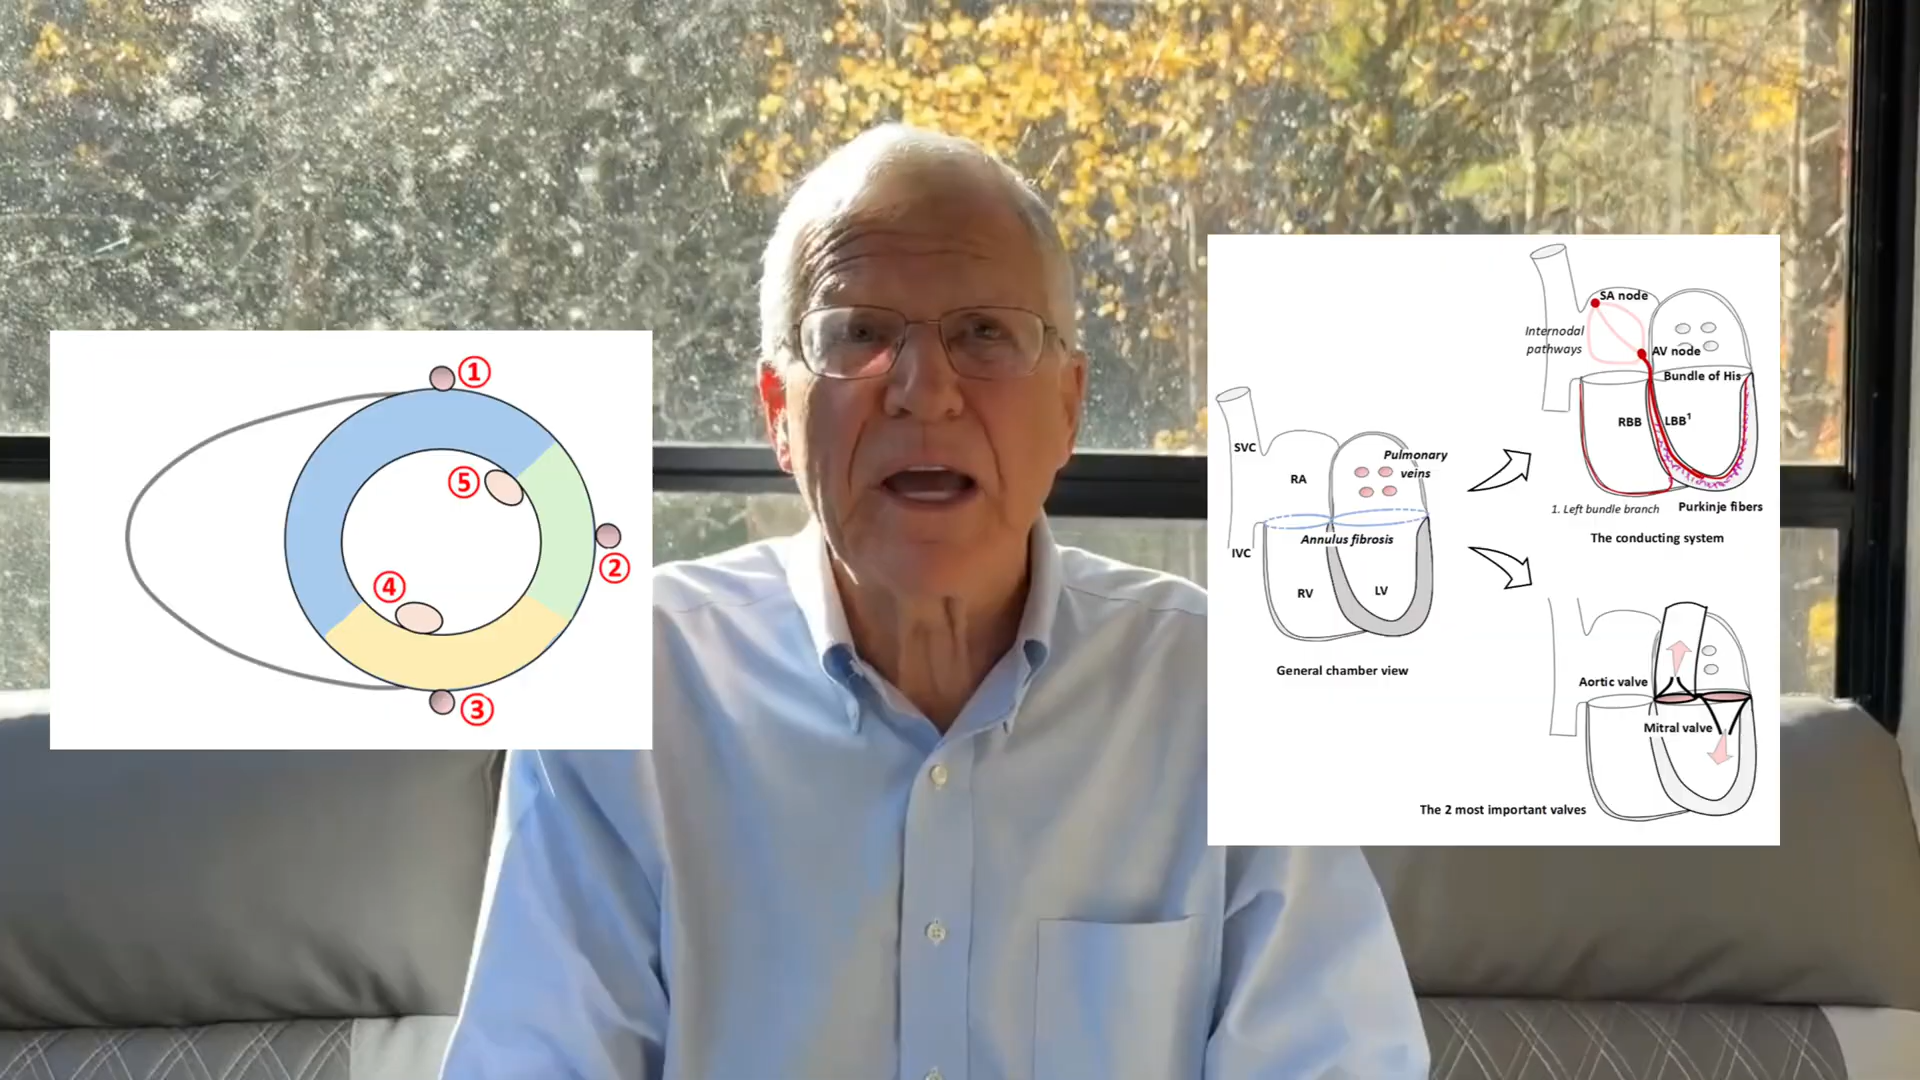 ①
⑤
②
④
③
SA node
Internodal
pathways
AV node
Bundle of His
RBB
LBB¹
Purkinje fibers
1. Left bundle branch
The conducting system
SVC
RA
Pulmonary
veins
Annulus fibrosis
IVC
RV
LV
General chamber view
Aortic valve
Mitral valve
The 2 most important valves